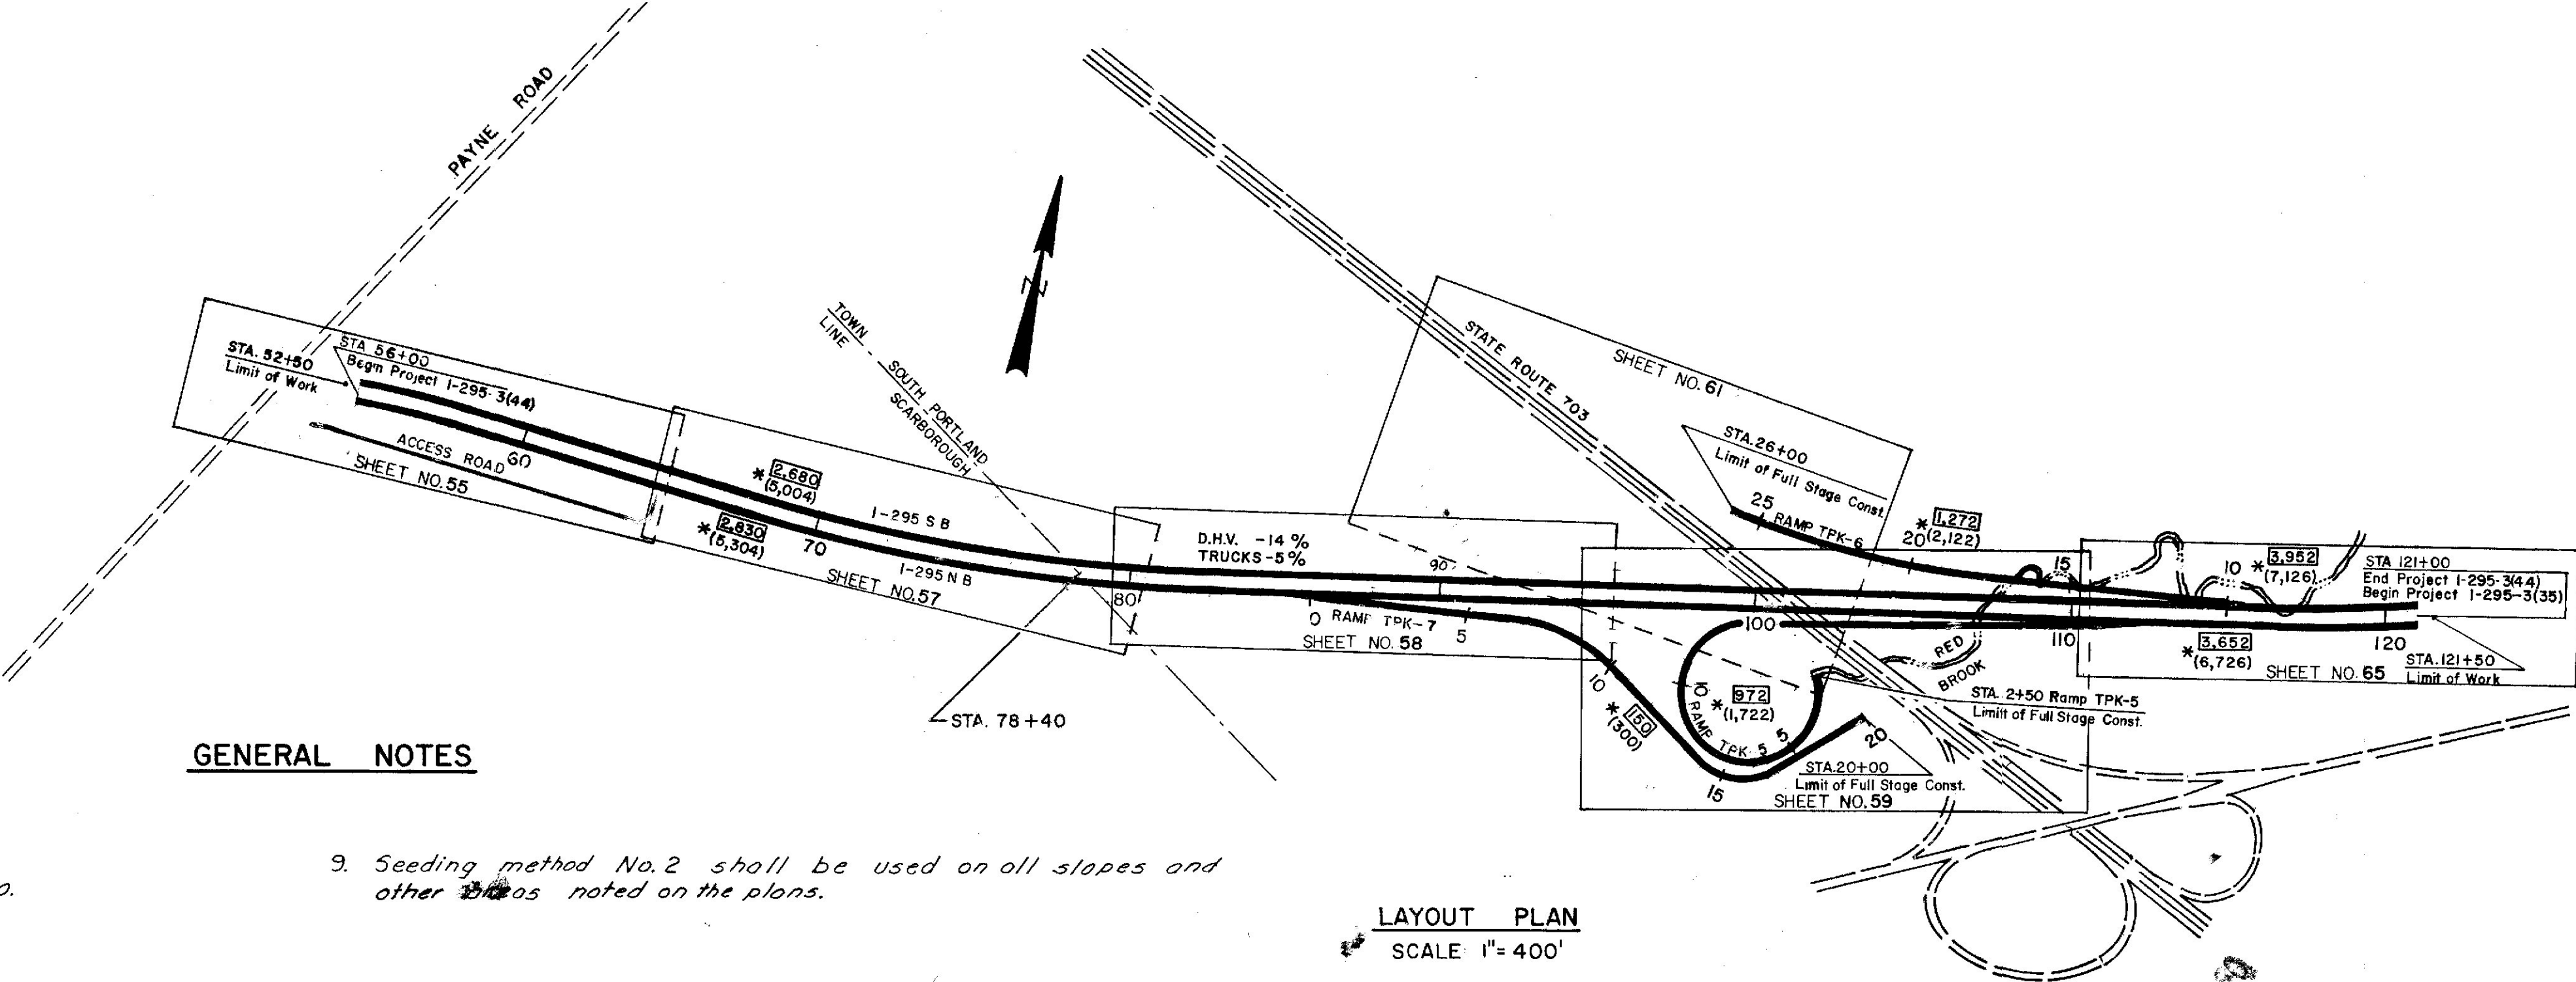 PAYNE ROAD
STATE ROUTE 703
TOWN LINE
SOUTH PORTLAND
SCARBOROUGH
N
STA. 52+50
Limit of Work
STA 56+00
Begin Project I-295-3(44)
ACCESS ROAD
60
SHEET NO. 55
2,680
*(5,004)
2,830
*(5,304)
70
I-295 S B
I-295 N B
SHEET NO. 57
STA. 78+40
80
D.H.V. -14 %
TRUCKS -5 %
90
0
RAMP TPK-7
5
SHEET NO. 58
SHEET NO. 61
STA. 26+00
Limit of Full Stage Const.
25
RAMP TPK-6
20
1,272
*(2,122)
15
10
3,952
*(7,126)
STA 121+00
End Project I-295-3(44)
Begin Project I-295-3(35)
100
110
120
3,652
*(6,726)
SHEET NO. 65
STA. 121+50
Limit of Work
RED BROOK
STA. 2+50 Ramp TPK-5
Limit of Full Stage Const.
10
150
*(300)
10
972
*(1,722)
RAMP TPK 5
5
15
20
STA. 20+00
Limit of Full Stage Const.
SHEET NO. 59
GENERAL NOTES
9. Seeding method No. 2 shall be used on all slopes and
other noted on the plans.
LAYOUT PLAN
SCALE 1"= 400'